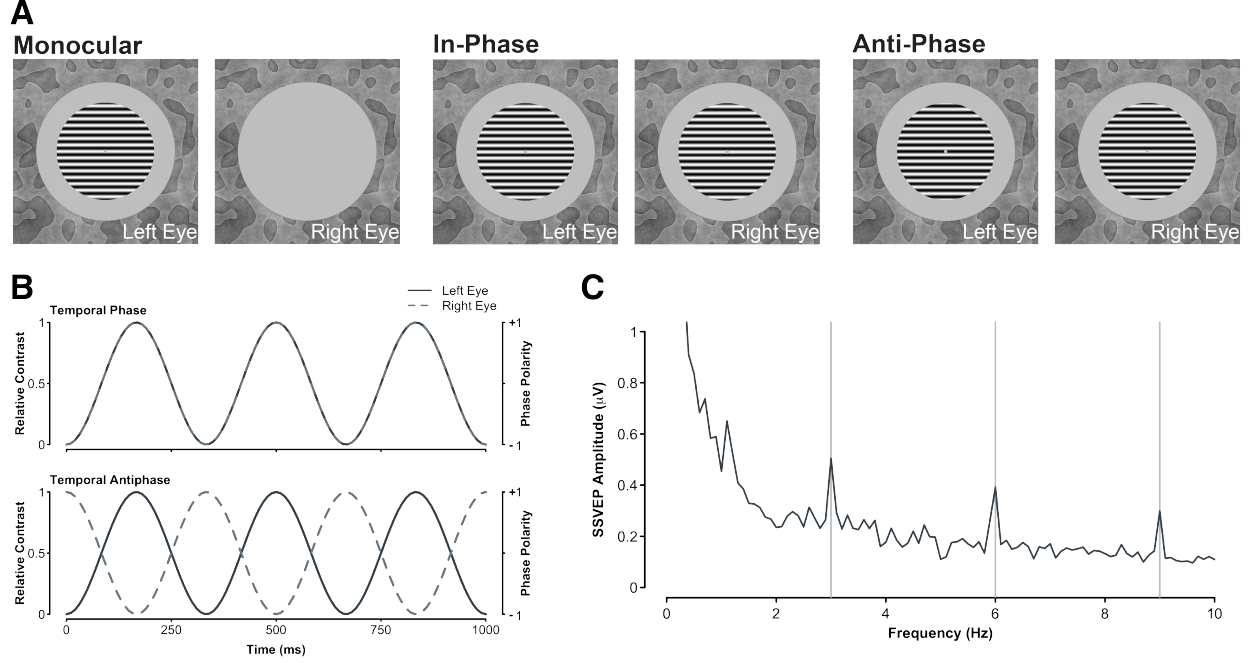 A
Monocular
In-Phase
Anti-Phase
Left Eye
Right Eye
Left Eye
Right Eye
Left Eye
Right Eye
B
Left Eye
Right Eye
Temporal Phase
1
0.5
0
Relative Contrast
+1
-1
Phase Polarity
Temporal Antiphase
1
0.5
0
Relative Contrast
+1
-1
Phase Polarity
0 250 500 750 1000
Time (ms)
C
1
0.8
0.6
0.4
0.2
0
SSVEP Amplitude (μV)
0 2 4 6 8 10
Frequency (Hz)